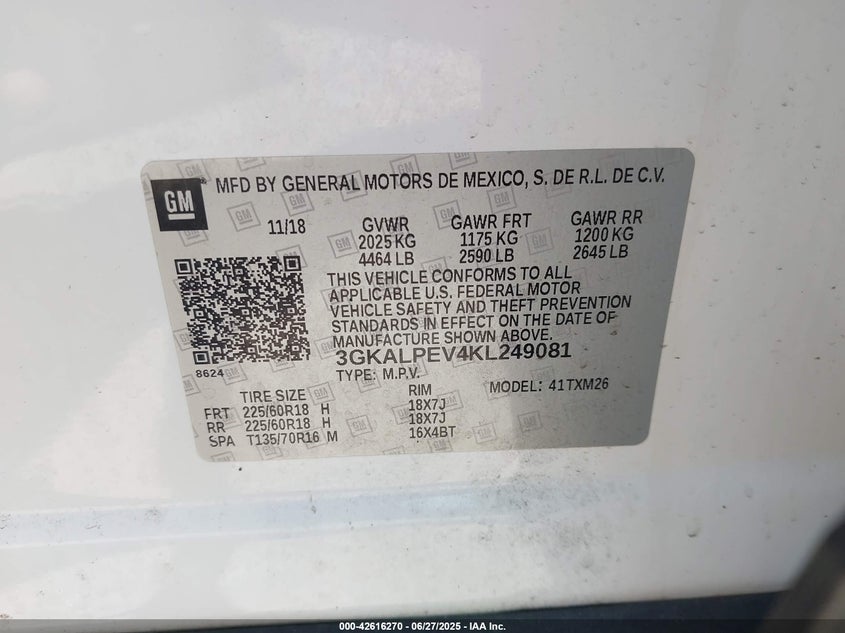 GM
MFD BY GENERAL MOTORS DE MEXICO, S. DE R.L. DE C.V.
11/18 GVWR GAWR FRT GAWR RR
2025 KG 1175 KG 1200 KG
4464 LB 2590 LB 2645 LB
THIS VEHICLE CONFORMS TO ALL
APPLICABLE U.S. FEDERAL MOTOR
VEHICLE SAFETY AND THEFT PREVENTION
STANDARDS IN EFFECT ON THE DATE OF
MANUFACTURE SHOWN ABOVE.
3GKALPEV4KL249081
8624
TYPE: M.P.V. MODEL: 41TXM26
TIRE SIZE RIM
FRT 225/60R18 H 18X7J
RR 225/60R18 H 18X7J
SPA T135/70R16 M 16X4BT
000-42616270 - 06/27/2025 - IAA Inc.